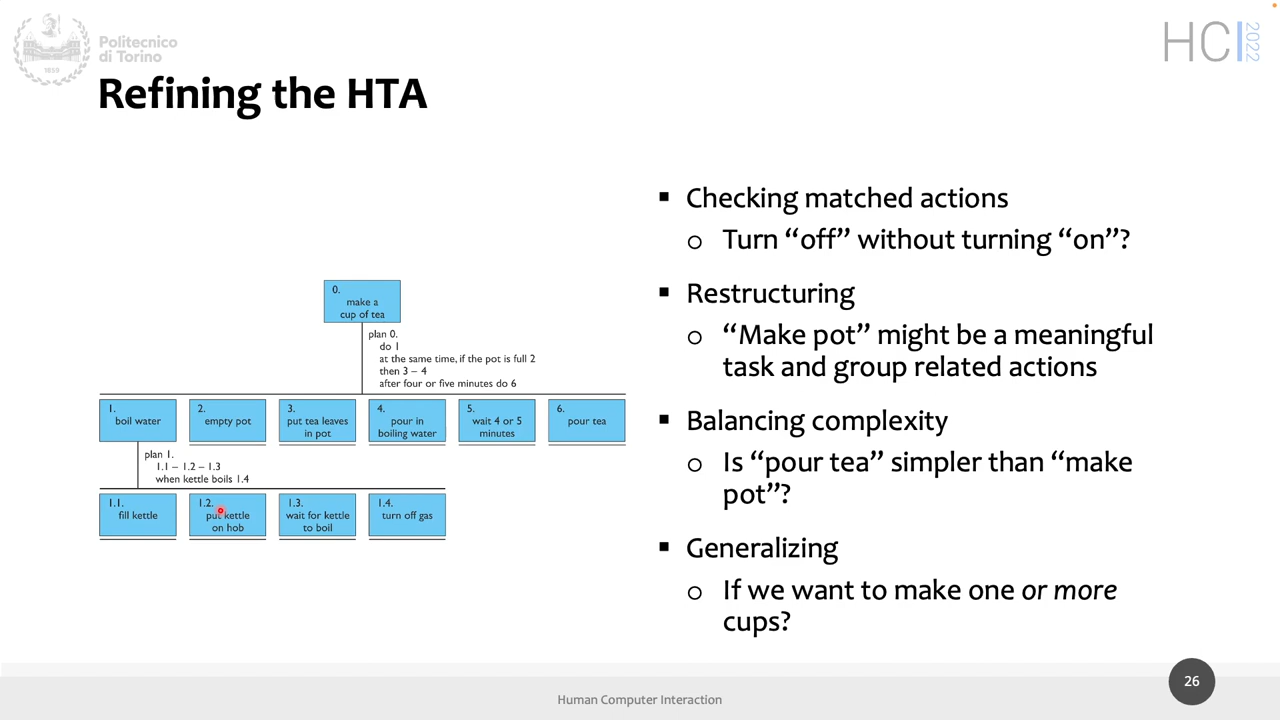 Politecnico
di Torino
1859
HCI
2022
Refining the HTA
0.
make a
cup of tea
plan 0.
do 1
at the same time, if the pot is full 2
then 3 – 4
after four or five minutes do 6
1.
boil water
2.
empty pot
3.
put tea leaves
in pot
4.
pour in
boiling water
5.
wait 4 or 5
minutes
6.
pour tea
plan 1.
1.1 – 1.2 – 1.3
when kettle boils 1.4
1.1.
fill kettle
1.2.
put kettle
on hob
1.3.
wait for kettle
to boil
1.4.
turn off gas
▪ Checking matched actions
o Turn “off” without turning “on”?
▪ Restructuring
o “Make pot” might be a meaningful
task and group related actions
▪ Balancing complexity
o Is “pour tea” simpler than “make
pot”?
▪ Generalizing
o If we want to make one or more
cups?
Human Computer Interaction
26